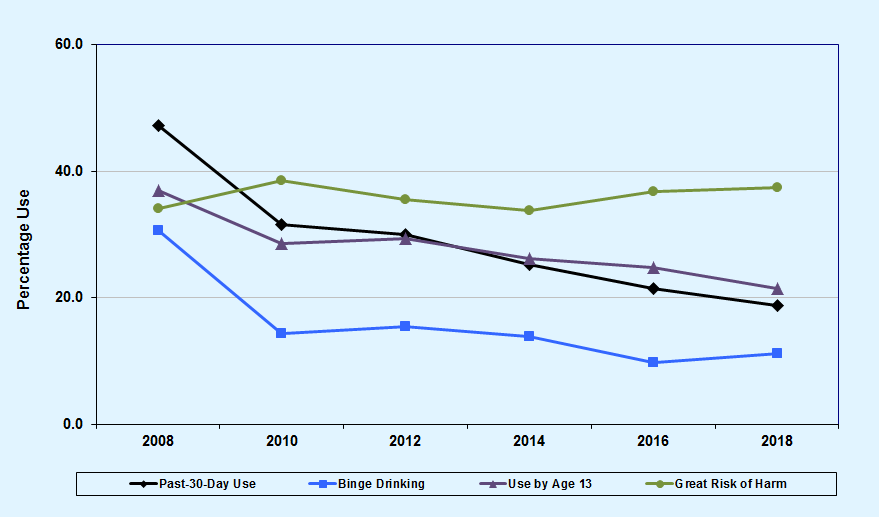 60.0
40.0
20.0
0.0
Percentage Use
2008 2010 2012 2014 2016 2018
Past-30-Day Use Binge Drinking Use by Age 13 Great Risk of Harm